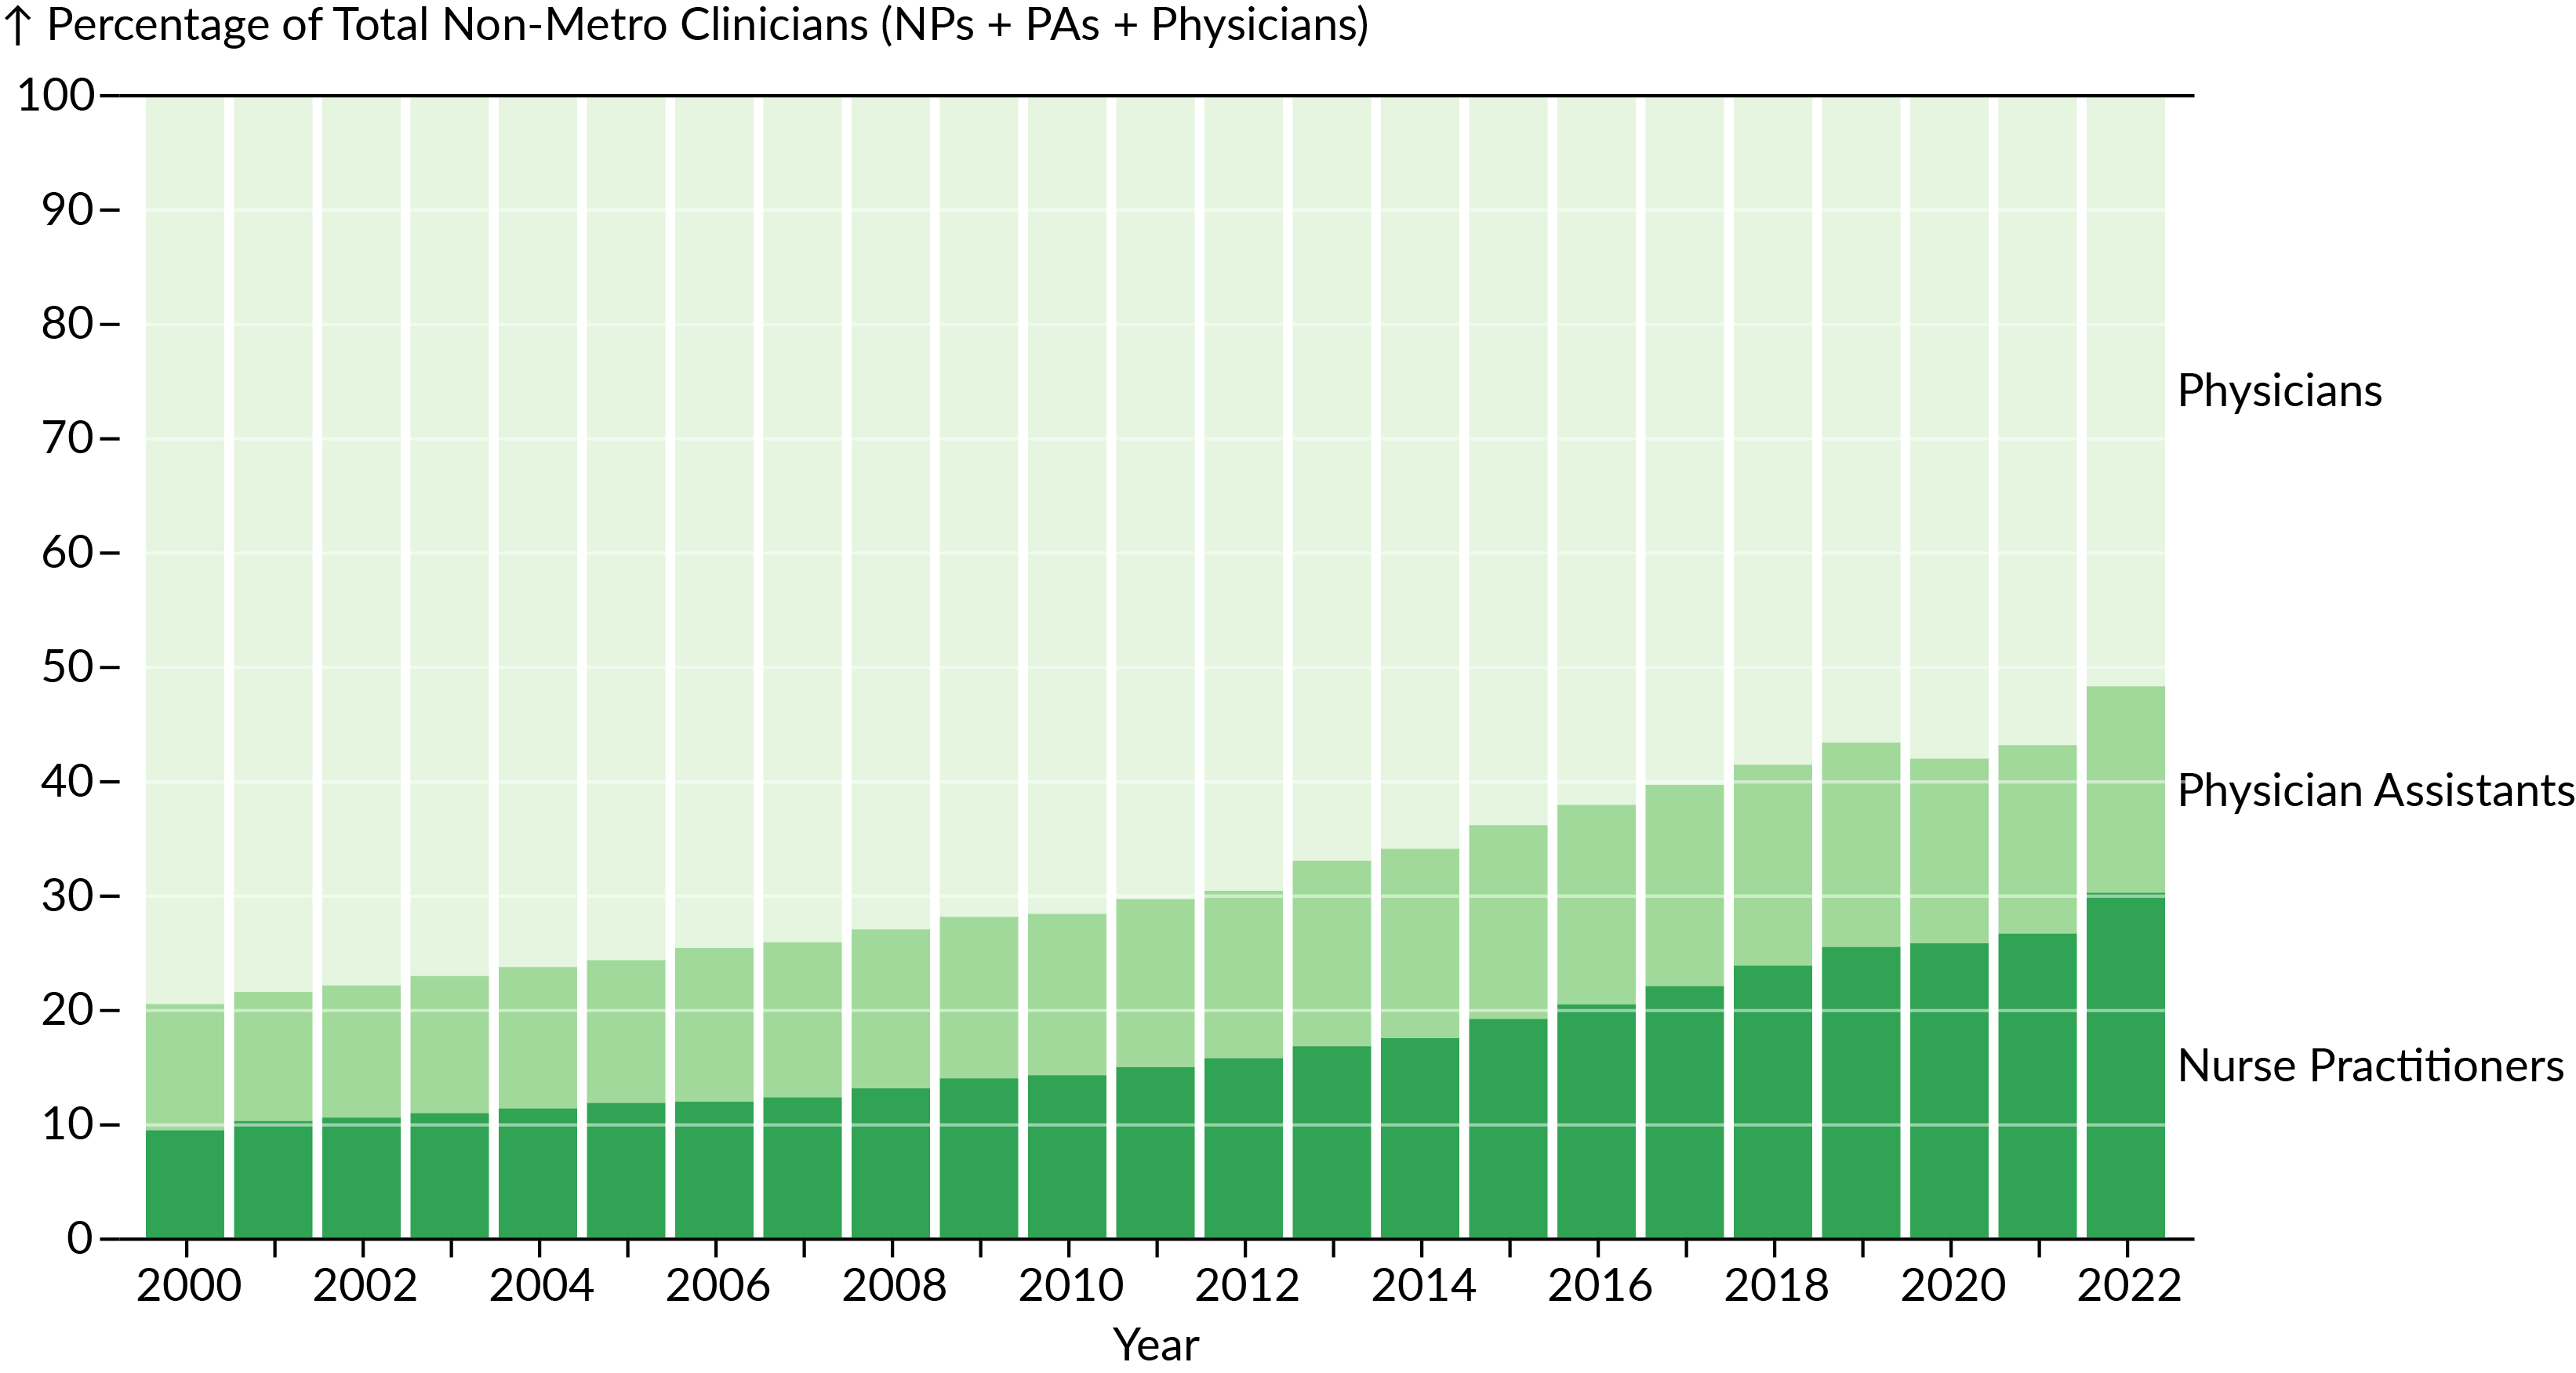 ↑ Percentage of Total Non-Metro Clinicians (NPs + PAs + Physicians)
100
90
80
70
60
50
40
30
20
10
0
Physicians
Physician Assistants
Nurse Practitioners
2000 2002 2004 2006 2008 2010 2012 2014 2016 2018 2020 2022
Year